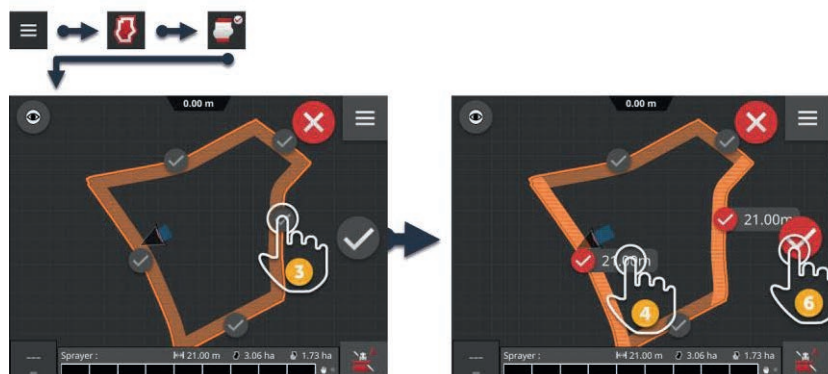 0.00 m
3
Sprayer : 21.00 m 3.06 ha 1.73 ha
---
0.00 m
21.00m
21.00m
4
6
Sprayer : 21.00 m 3.06 ha 1.73 ha
---